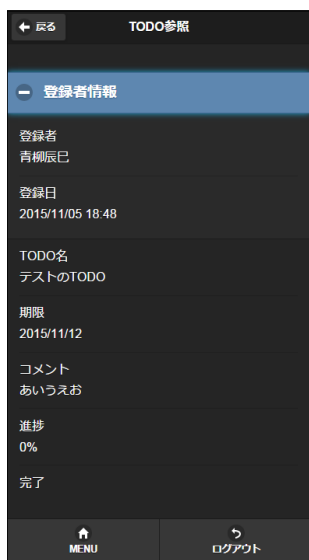 戻る
TODO参照
登録者情報
登録者
青柳辰巳
登録日
2015/11/05 18:48
TODO名
テストのTODO
期限
2015/11/12
コメント
あいうえお
進捗
0%
完了
MENU
ログアウト